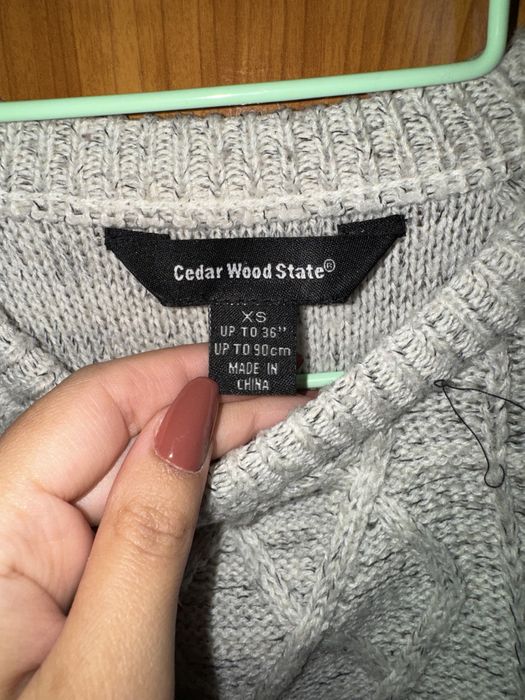 Cedar Wood State®
XS
UP TO 36"
UP TO 90cm
MADE IN
CHINA